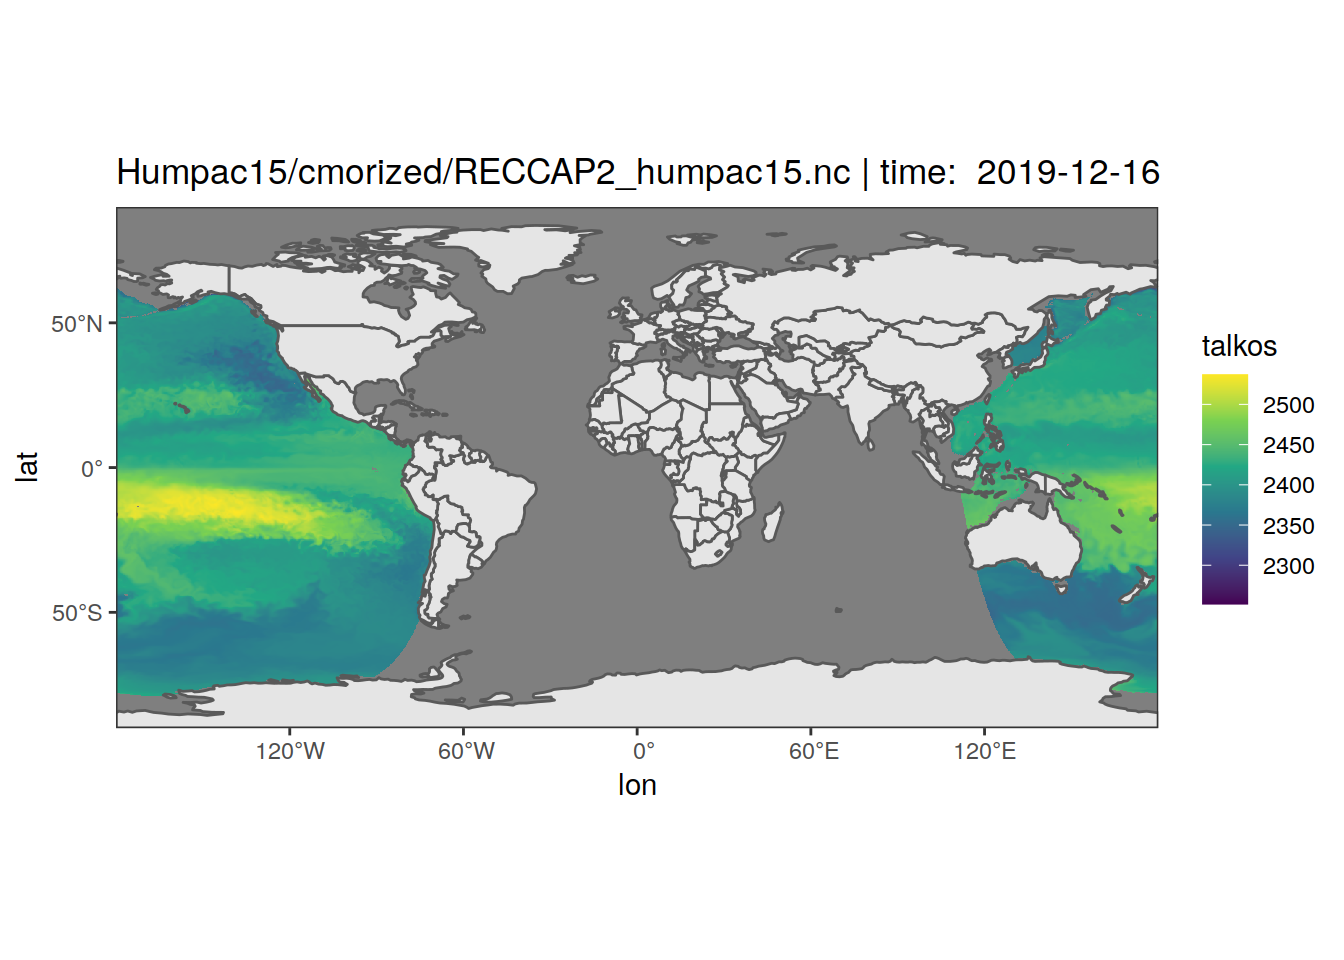 Humpac15/cmorized/RECCAP2_humpac15.nc | time:  2019-12-16
50°N
0°
50°S
lat
120°W
60°W
0°
60°E
120°E
lon
talkos
2500
2450
2400
2350
2300